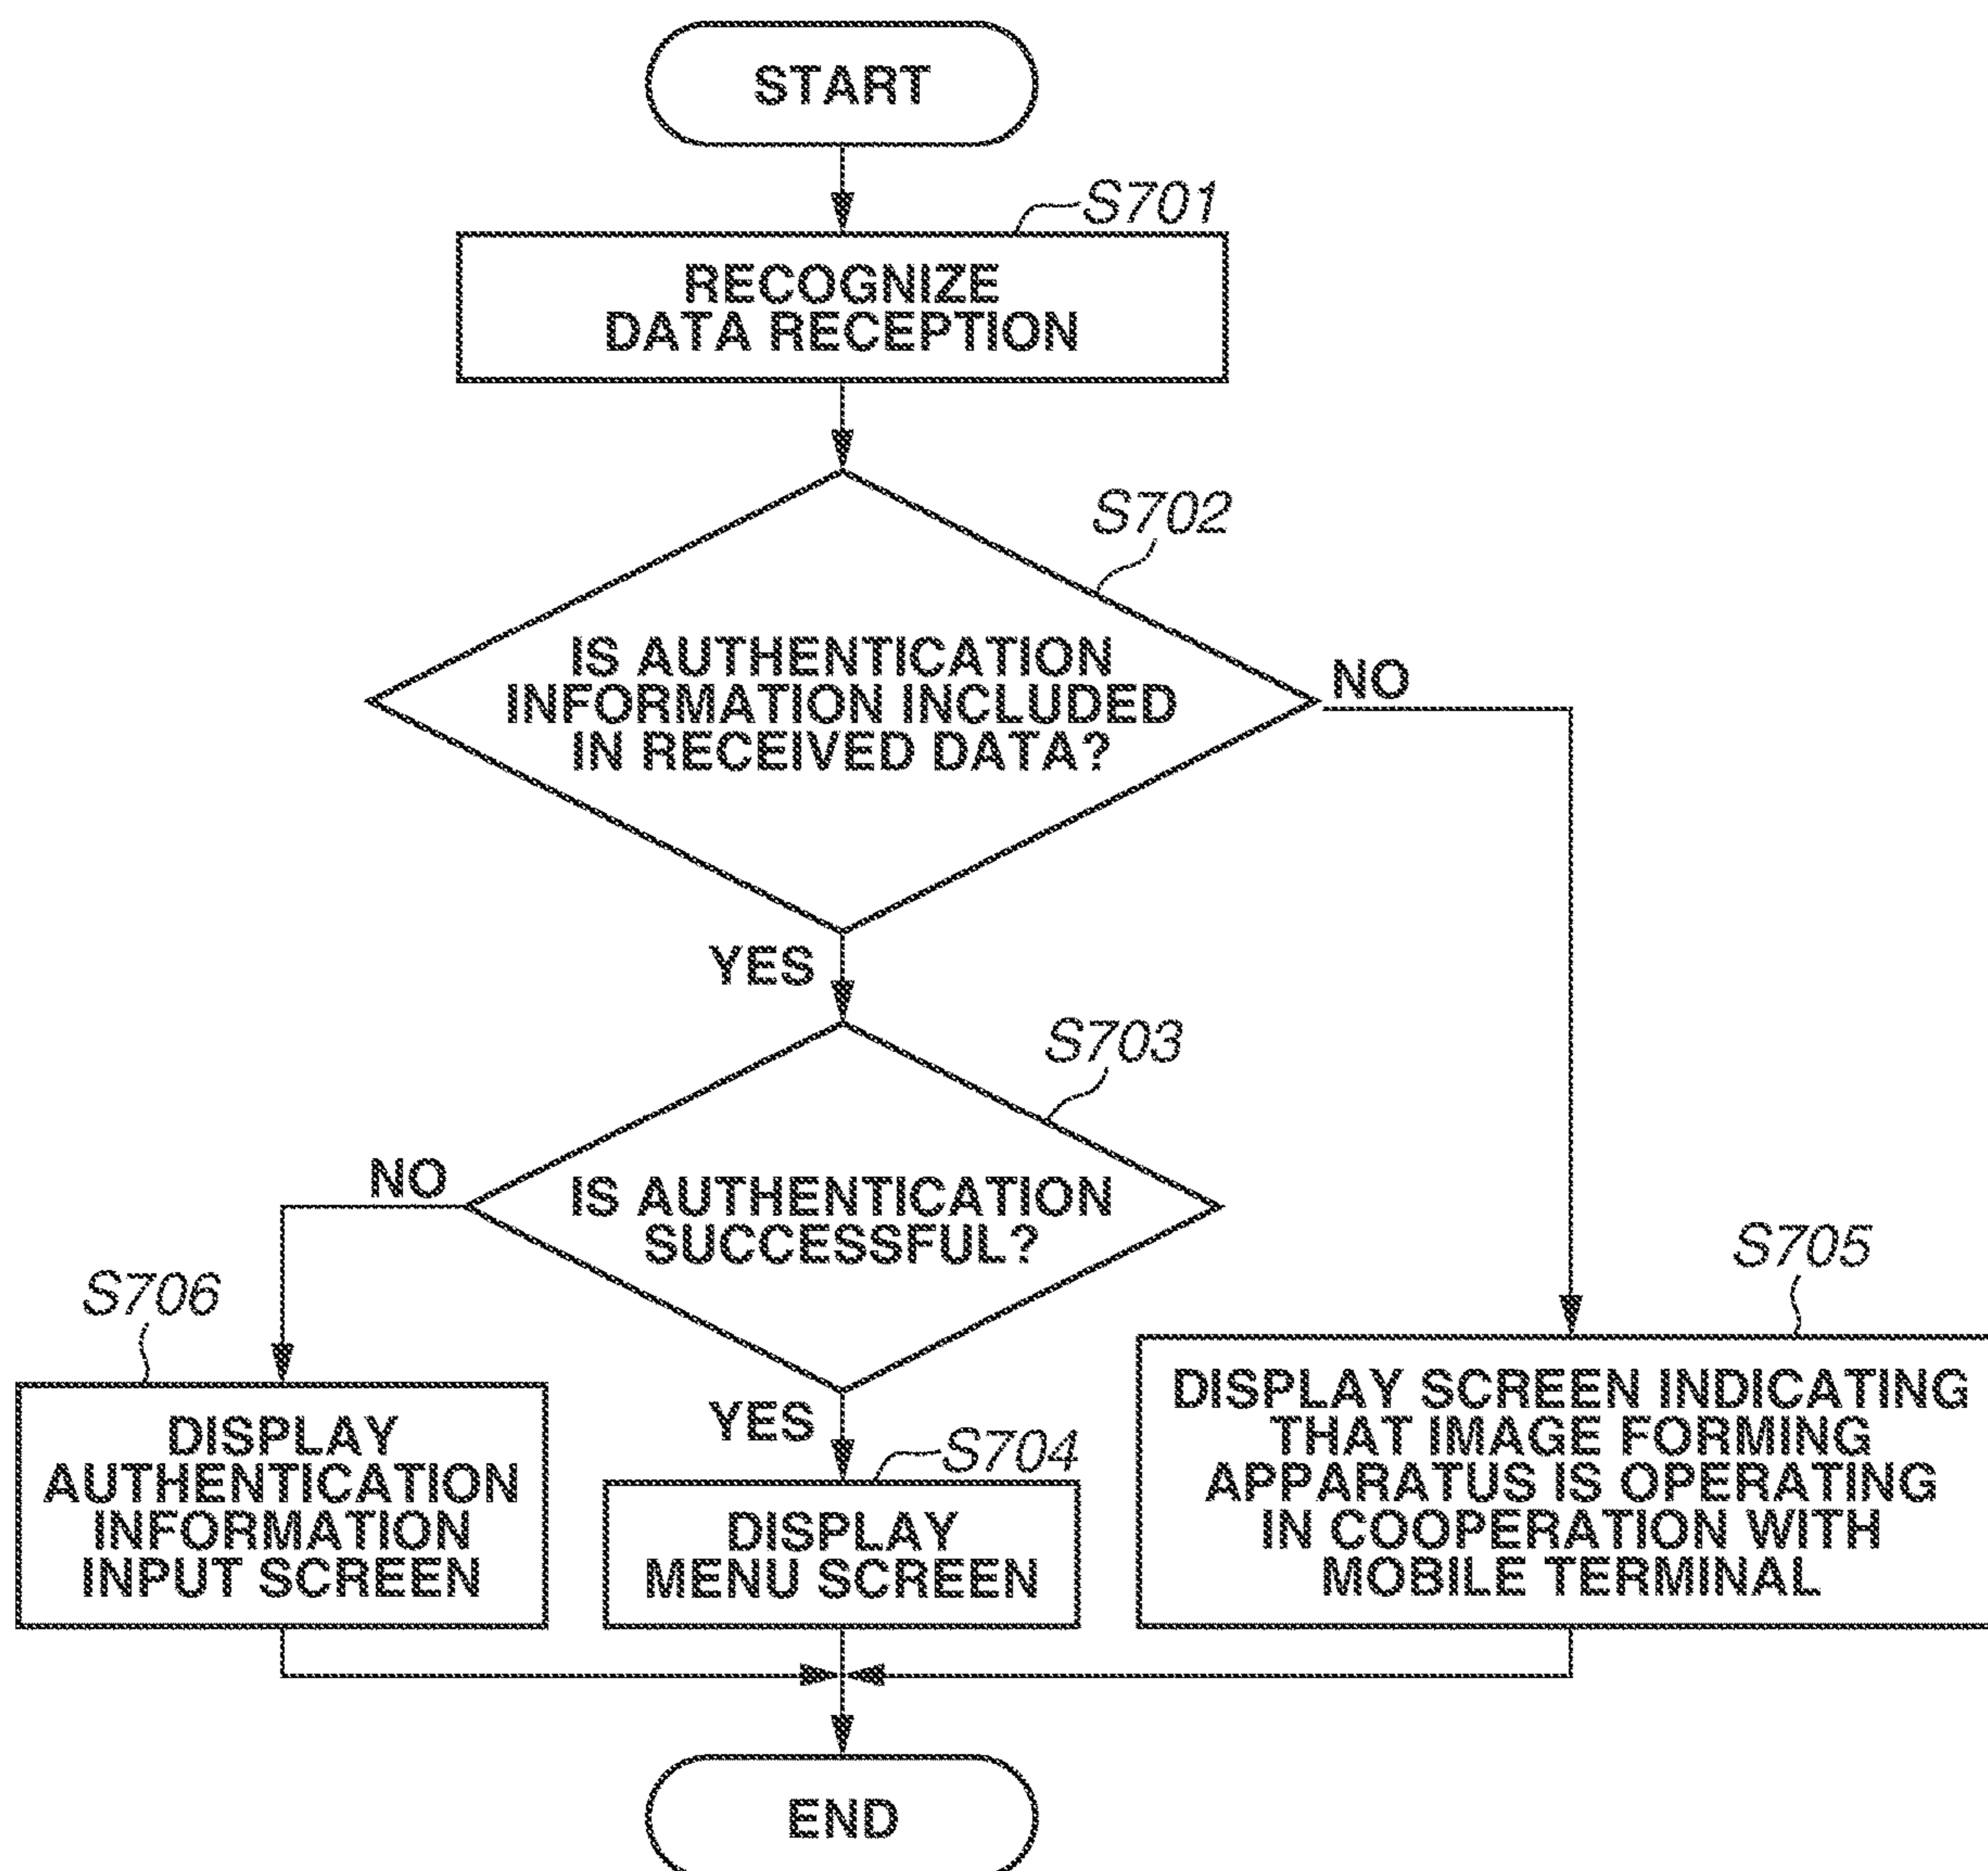 START
S701
RECOGNIZE
DATA RECEPTION
S702
IS AUTHENTICATION
INFORMATION INCLUDED
IN RECEIVED DATA?
NO
YES
S703
IS AUTHENTICATION
SUCCESSFUL?
NO
YES
S706
DISPLAY
AUTHENTICATION
INFORMATION
INPUT SCREEN
S704
DISPLAY
MENU SCREEN
S705
DISPLAY SCREEN INDICATING
THAT IMAGE FORMING
APPARATUS IS OPERATING
IN COOPERATION WITH
MOBILE TERMINAL
END